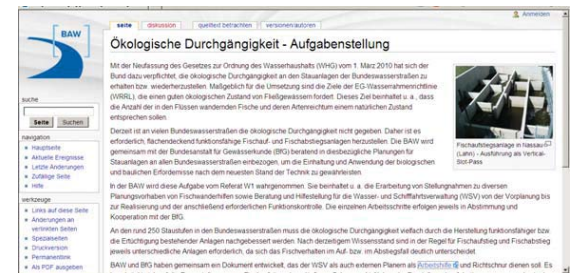 Anmelden
seite diskussion quelltext betrachten versionen/autoren
BAW
Ökologische Durchgängigkeit - Aufgabenstellung
Mit der Neufassung des Gesetzes zur Ordnung des Wasserhaushalts (WHG) vom 1. März 2010 hat sich der
Bund dazu verpflichtet, die ökologische Durchgängigkeit an den Stauanlagen der Bundeswasserstraßen zu
erhalten bzw. wiederherzustellen. Maßgeblich für die Umsetzung sind die Ziele der EG-Wasserrahmenrichtlinie
(WRRL), die einen guten ökologischen Zustand von Fließgewässern fordert. Dieses Ziel beinhaltet u. a., dass
die Anzahl der in den Flüssen wandernden Fische und deren Artenreichtum einem natürlichen Zustand
entsprechen sollen.
Derzeit ist an vielen Bundeswasserstraßen die ökologische Durchgängigkeit nicht gegeben. Daher ist es
erforderlich, flächendeckend funktionsfähige Fischauf- und Fischabstiegsanlagen herzustellen. Die BAW wird
gemeinsam mit der Bundesanstalt für Gewässerkunde (BfG) beratend in diesbezügliche Planungen für
Stauanlagen an allen Bundeswasserstraßen einbezogen, um die Einhaltung und Anwendung der biologischen
und baulichen Erfordernisse nach dem neuesten Stand der Technik zu gewährleisten.
Fischaufstiegsanlage in Nassau
(Lahn) - Ausführung als Vertical-
Slot-Pass
In der BAW wird diese Aufgabe vom Referat W1 wahrgenommen. Sie beinhaltet u. a. die Erarbeitung von Stellungnahmen zu diversen
Planungsvorhaben von Fischwanderhilfen sowie Beratung und Hilfestellung für die Wasser- und Schifffahrtsverwaltung (WSV) von der Vorplanung bis
zur Realisierung und der anschließend erforderlichen Funktionskontrolle. Die einzelnen Arbeitsschritte erfolgen jeweils in Abstimmung und
Kooperation mit der BfG.
An den rund 250 Staustufen in den Bundeswasserstraßen muss die ökologische Durchgängigkeit vielfach durch die Herstellung funktionsfähiger bzw.
die Ertüchtigung bestehender Anlagen nachgebessert werden. Nach derzeitigem Wissensstand sind in der Regel für Fischaufstieg und Fischabstieg
jeweils unterschiedliche Anlagen erforderlich, da sich das Fischverhalten im Auf- bzw. im Abstiegsfall deutlich unterscheidet.
BAW und BfG haben gemeinsam ein Dokument entwickelt, das der WSV als auch externen Planern als Arbeitshilfe und Richtschnur dienen soll. Es
suche
Seite Suchen
navigation
Hauptseite
Aktuelle Ereignisse
Letzte Änderungen
Zufällige Seite
Hilfe
werkzeuge
Links auf diese Seite
Änderungen an
verlinkten Seiten
Spezialseiten
Druckversion
Permanentlink
Als PDF ausgeben